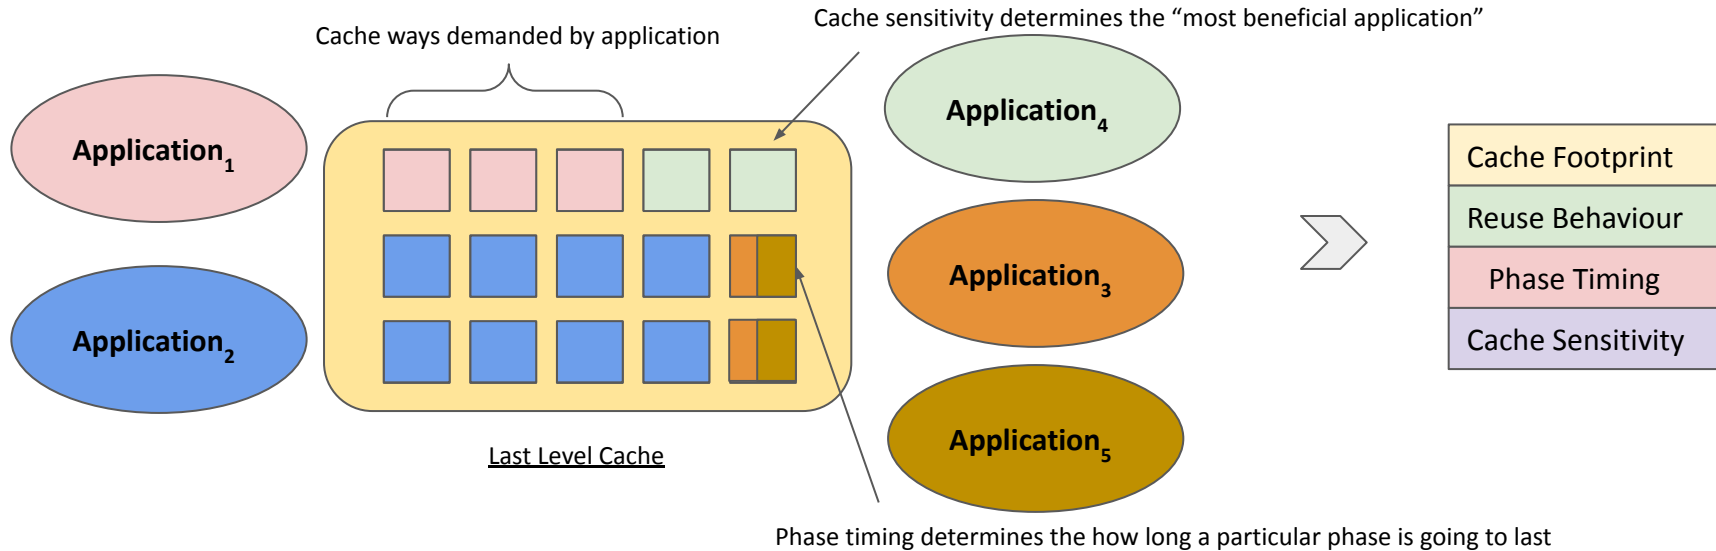 Cache sensitivity determines the “most beneficial application”
Cache ways demanded by application
Application1
Application2
Application4
Application3
Application5
Last Level Cache
Phase timing determines the how long a particular phase is going to last
Cache Footprint
Reuse Behaviour
Phase Timing
Cache Sensitivity